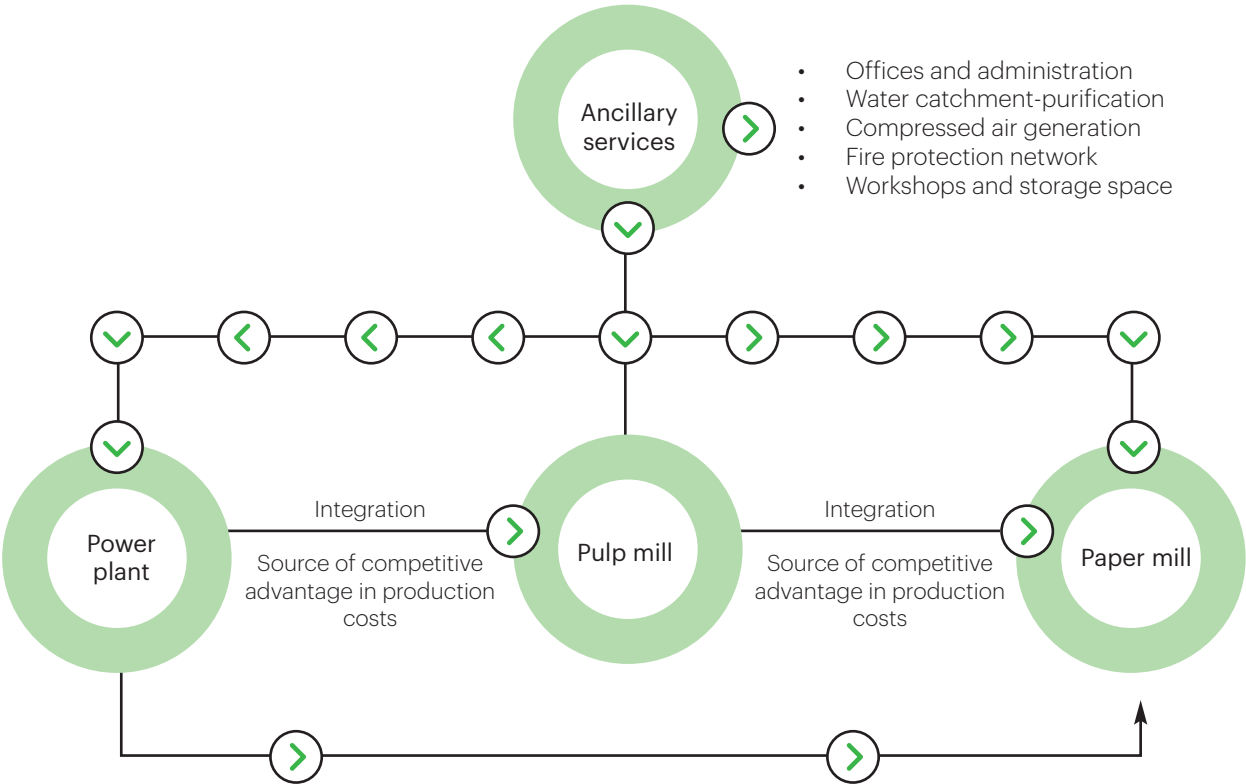 Ancillary
services
• Offices and administration
• Water catchment-purification
• Compressed air generation
• Fire protection network
• Workshops and storage space
Power
plant
Integration
Source of competitive
advantage in production
costs
Pulp mill
Integration
Source of competitive
advantage in production
costs
Paper mill